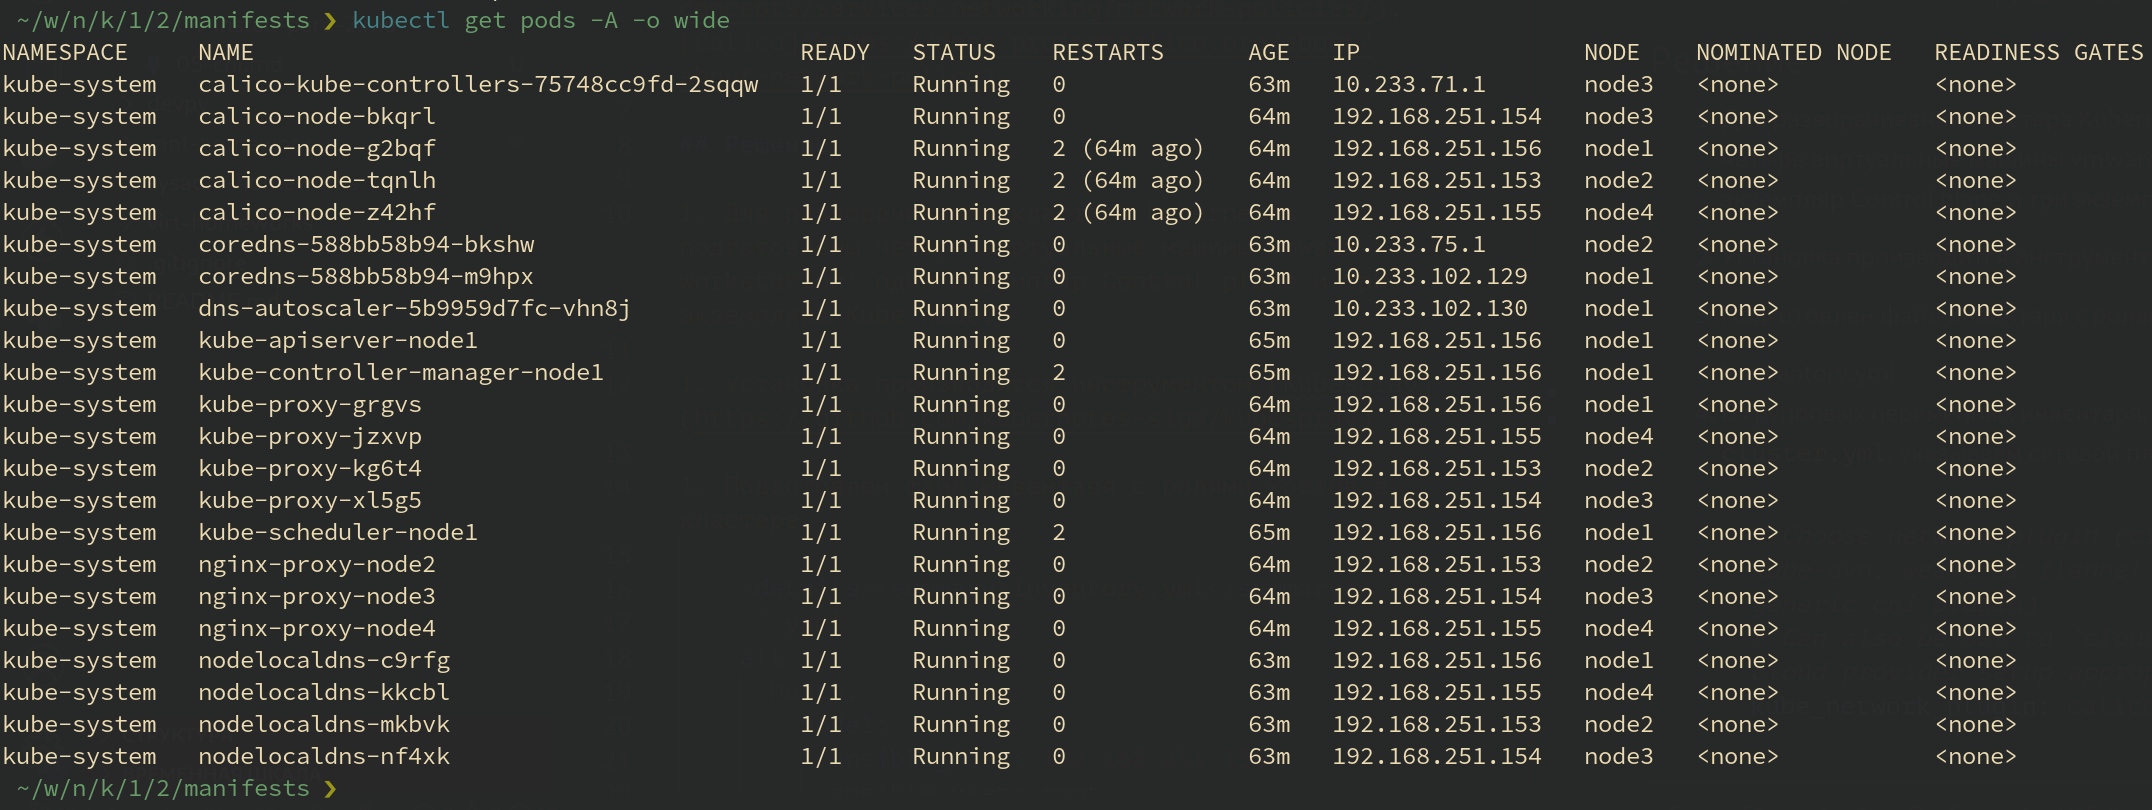 ~/w/n/k/1/2/manifests ❯ kubectl get pods -A -o wide
NAMESPACE NAME READY STATUS RESTARTS AGE IP NODE NOMINATED NODE READINESS GATES
kube-system calico-kube-controllers-75748cc9fd-2sqqw 1/1 Running 0 63m 10.233.71.1 node3 <none> <none>
kube-system calico-node-bkqrl 1/1 Running 0 64m 192.168.251.154 node3 <none> <none>
kube-system calico-node-g2bqf 1/1 Running 2 (64m ago) 64m 192.168.251.156 node1 <none> <none>
kube-system calico-node-tqnlh 1/1 Running 2 (64m ago) 64m 192.168.251.153 node2 <none> <none>
kube-system calico-node-z42hf 1/1 Running 2 (64m ago) 64m 192.168.251.155 node4 <none> <none>
kube-system coredns-588bb58b94-bkshw 1/1 Running 0 63m 10.233.75.1 node2 <none> <none>
kube-system coredns-588bb58b94-m9hpx 1/1 Running 0 63m 10.233.102.129 node1 <none> <none>
kube-system dns-autoscaler-5b9959d7fc-vhn8j 1/1 Running 0 63m 10.233.102.130 node1 <none> <none>
kube-system kube-apiserver-node1 1/1 Running 0 65m 192.168.251.156 node1 <none> <none>
kube-system kube-controller-manager-node1 1/1 Running 2 65m 192.168.251.156 node1 <none> <none>
kube-system kube-proxy-grgvs 1/1 Running 0 64m 192.168.251.156 node1 <none> <none>
kube-system kube-proxy-jzxvp 1/1 Running 0 64m 192.168.251.155 node4 <none> <none>
kube-system kube-proxy-kg6t4 1/1 Running 0 64m 192.168.251.153 node2 <none> <none>
kube-system kube-proxy-xl5g5 1/1 Running 0 64m 192.168.251.154 node3 <none> <none>
kube-system kube-scheduler-node1 1/1 Running 2 65m 192.168.251.156 node1 <none> <none>
kube-system nginx-proxy-node2 1/1 Running 0 64m 192.168.251.153 node2 <none> <none>
kube-system nginx-proxy-node3 1/1 Running 0 64m 192.168.251.154 node3 <none> <none>
kube-system nginx-proxy-node4 1/1 Running 0 64m 192.168.251.155 node4 <none> <none>
kube-system nodelocaldns-c9rfg 1/1 Running 0 63m 192.168.251.156 node1 <none> <none>
kube-system nodelocaldns-kkcbl 1/1 Running 0 63m 192.168.251.155 node4 <none> <none>
kube-system nodelocaldns-mkbvk 1/1 Running 0 63m 192.168.251.153 node2 <none> <none>
kube-system nodelocaldns-nf4xk 1/1 Running 0 63m 192.168.251.154 node3 <none> <none>
~/w/n/k/1/2/manifests ❯